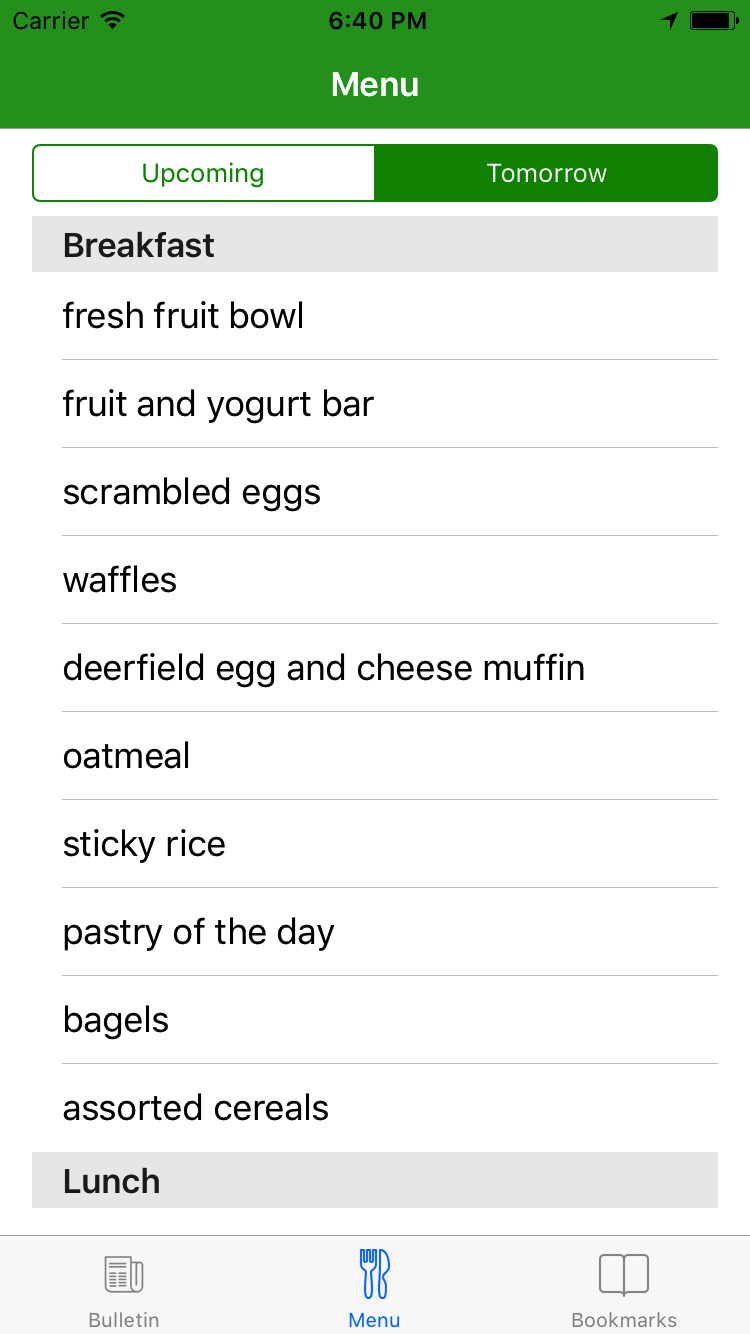 Carrier 6:40 PM
Menu
Upcoming Tomorrow
Breakfast
fresh fruit bowl
fruit and yogurt bar
scrambled eggs
waffles
deerfield egg and cheese muffin
oatmeal
sticky rice
pastry of the day
bagels
assorted cereals
Lunch
Bulletin Menu Bookmarks